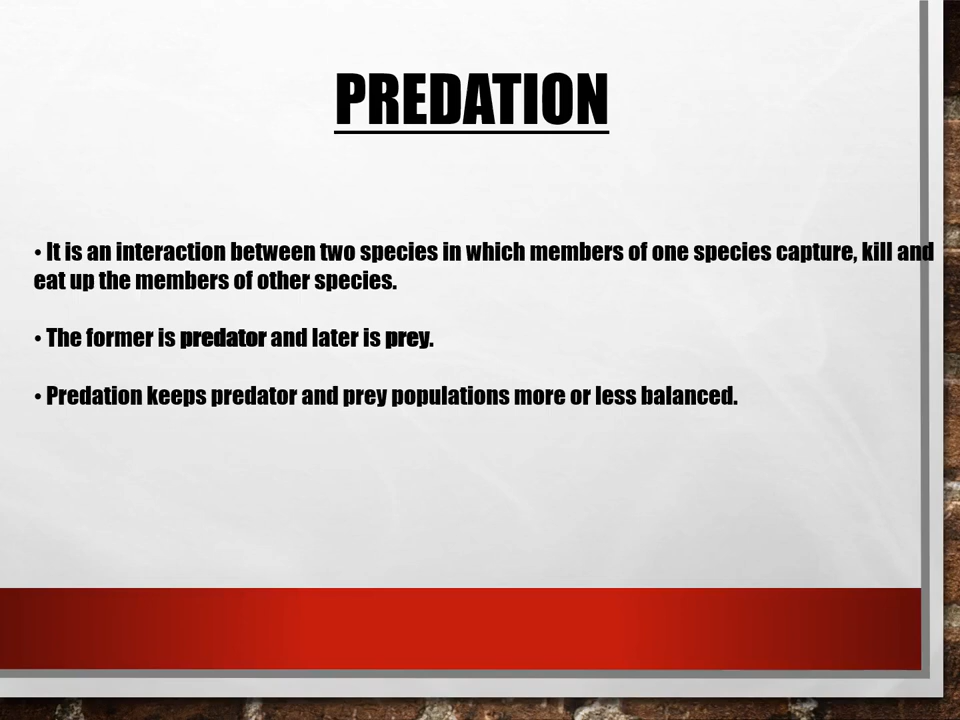 PREDATION
• It is an interaction between two species in which members of one species capture, kill and
eat up the members of other species.
• The former is predator and later is prey.
• Predation keeps predator and prey populations more or less balanced.